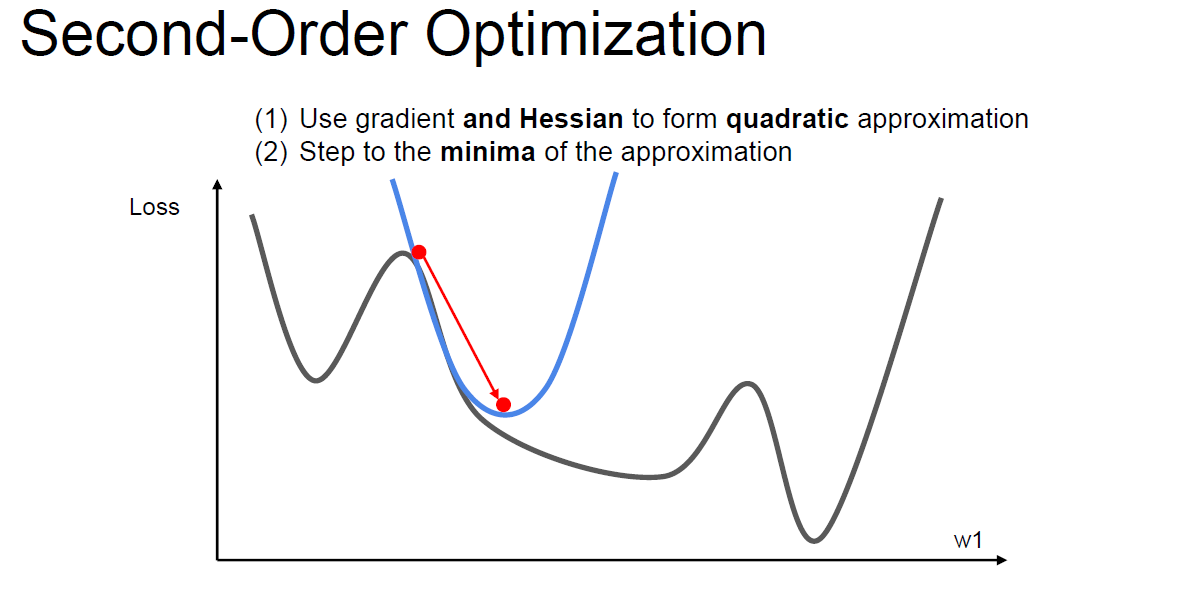 Second-Order Optimization
(1) Use gradient and Hessian to form quadratic approximation
(2) Step to the minima of the approximation
Loss
w1